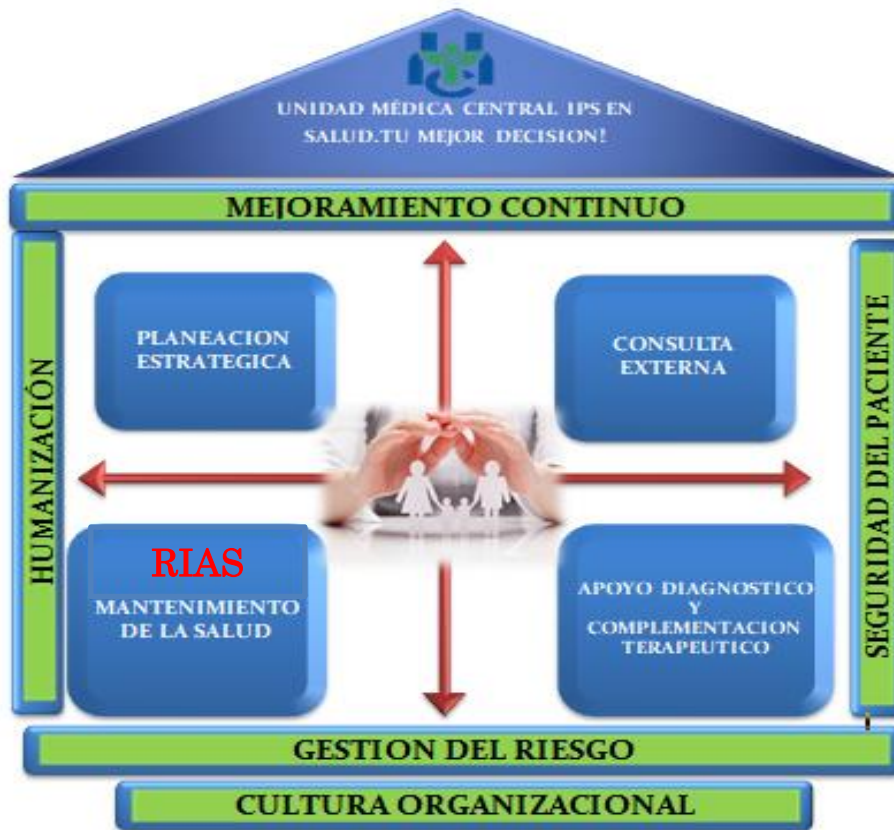 UNIDAD MÉDICA CENTRAL IPS EN
SALUD.TU MEJOR DECISION!
MEJORAMIENTO CONTINUO
HUMANIZACIÓN
PLANEACION
ESTRATEGICA
CONSULTA
EXTERNA
SEGURIDAD DEL PACIENTE
RIAS
MANTENIMIENTO
DE LA SALUD
APOYO DIAGNOSTICO
Y
COMPLEMENTACION
TERAPEUTICO
GESTION DEL RIESGO
CULTURA ORGANIZACIONAL